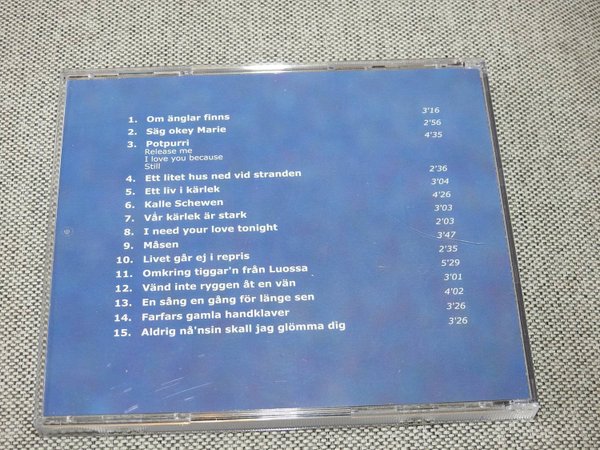 1. Om änglar finns 3'16
2. Säg okey Marie 2'56
3. Potpurri 4'35
Release me
I love you because
Still
4. Ett litet hus ned vid stranden 2'36
5. Ett liv i kärlek 3'04
6. Kalle Schewen 4'26
7. Vår kärlek är stark 3'03
8. I need your love tonight 2'03
9. Måsen 3'47
10. Livet går ej i repris 2'35
11. Omkring tiggar'n från Luossa 5'29
12. Vänd inte ryggen åt en vän 3'01
13. En sång en gång för länge sen 4'02
14. Farfars gamla handklaver 3'26
15. Aldrig nå'nsin skall jag glömma dig 3'26